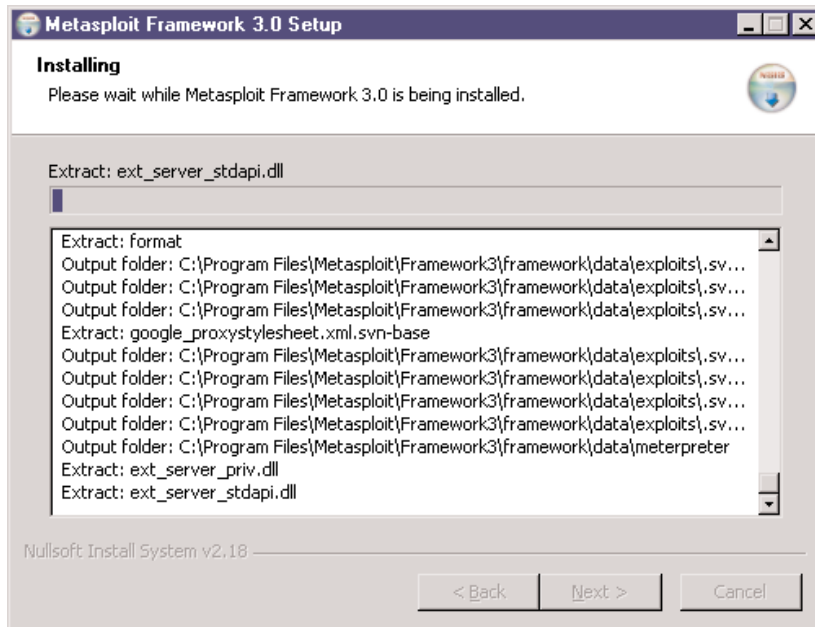 Metasploit Framework 3.0 Setup
Installing
Please wait while Metasploit Framework 3.0 is being installed.
Extract: ext_server_stdapi.dll
Extract: format
Output folder: C:\Program Files\Metasploit\Framework3\framework\data\exploits\.sv...
Output folder: C:\Program Files\Metasploit\Framework3\framework\data\exploits\.sv...
Output folder: C:\Program Files\Metasploit\Framework3\framework\data\exploits\.sv...
Extract: google_proxystylesheet.xml.svn-base
Output folder: C:\Program Files\Metasploit\Framework3\framework\data\exploits\.sv...
Output folder: C:\Program Files\Metasploit\Framework3\framework\data\exploits\.sv...
Output folder: C:\Program Files\Metasploit\Framework3\framework\data\exploits\.sv...
Output folder: C:\Program Files\Metasploit\Framework3\framework\data\exploits\.sv...
Output folder: C:\Program Files\Metasploit\Framework3\framework\data\meterpreter
Extract: ext_server_priv.dll
Extract: ext_server_stdapi.dll
Nullsoft Install System v2.18
< Back
Next >
Cancel